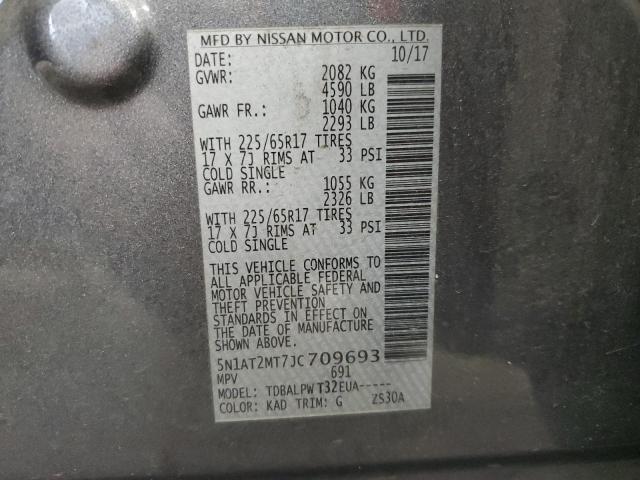 MFD BY NISSAN MOTOR CO., LTD.
DATE: 10/17
GVWR: 2082 KG
4590 LB
GAWR FR.: 1040 KG
2293 LB
WITH 225/65R17 TIRES
17 X 7J RIMS AT 33 PSI
COLD SINGLE
GAWR RR.: 1055 KG
2326 LB
WITH 225/65R17 TIRES
17 X 7J RIMS AT 33 PSI
COLD SINGLE
THIS VEHICLE CONFORMS TO
ALL APPLICABLE FEDERAL
MOTOR VEHICLE SAFETY AND
THEFT PREVENTION
STANDARDS IN EFFECT ON
THE DATE OF MANUFACTURE
SHOWN ABOVE.
5N1AT2MT7JC709693
MPV 691
MODEL: TDBALPWT32EUA-----
COLOR: KAD TRIM: G ZS30A